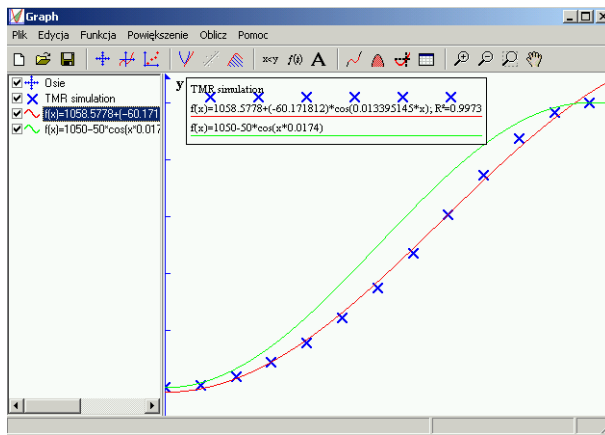 Graph
Plik Edycja Funkcja Powiększenie Oblicz Pomoc
x<y f(x) A
Osie
TMR simulation
f(x)=1058.5778+(-60.171
f(x)=1050-50*cos(x*0.017
y
TMR simulation
f(x)=1058.5778+(-60.171812)*cos(0.013395145*x); R²=0.9973
f(x)=1050-50*cos(x*0.0174)